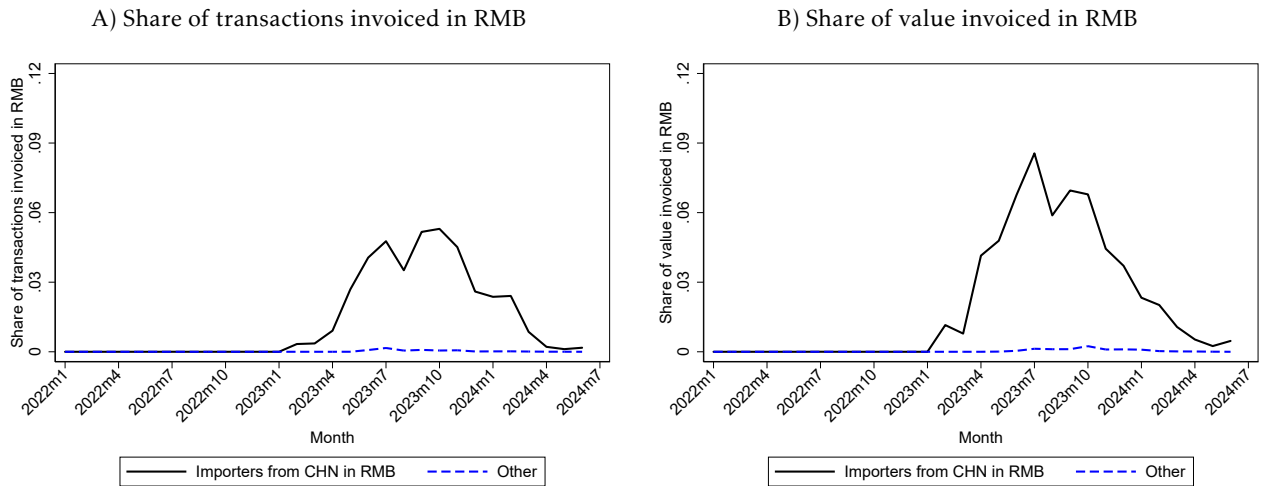 A) Share of transactions invoiced in RMB
Share of transactions invoiced in RMB
.12
.09
.06
.03
0
2022m1
2022m4
2022m7
2022m10
2023m1
2023m4
2023m7
2023m10
2024m1
2024m4
2024m7
Month
Importers from CHN in RMB
Other
B) Share of value invoiced in RMB
Share of value invoiced in RMB
.12
.09
.06
.03
0
2022m1
2022m4
2022m7
2022m10
2023m1
2023m4
2023m7
2023m10
2024m1
2024m4
2024m7
Month
Importers from CHN in RMB
Other